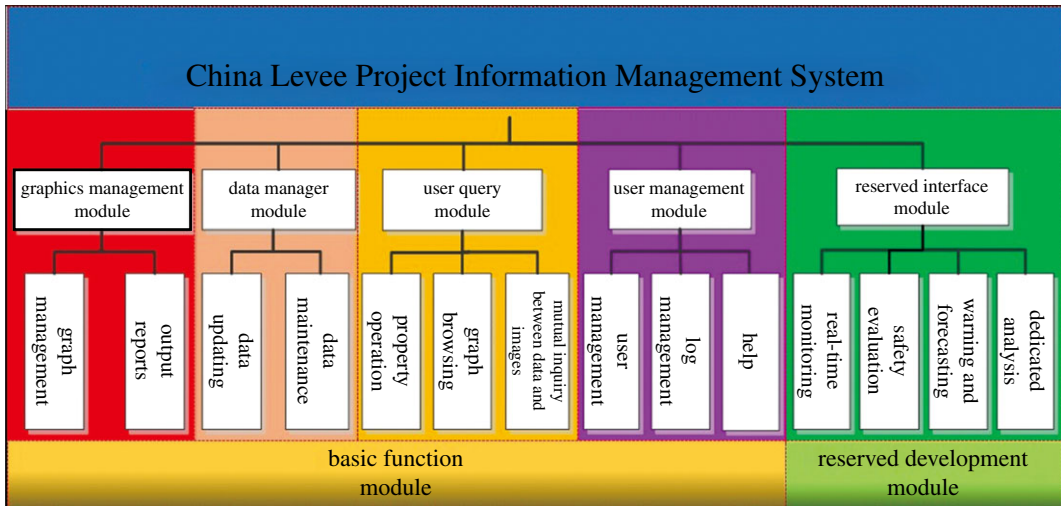 China Levee Project Information Management System
graphics management
module
data manager
module
user query
module
user management
module
reserved interface
module
graph
management
output
reports
data
updating
data
maintenance
property
operation
graph
browsing
mutual inquiry
between data and
images
user
management
log
management
help
real-time
monitoring
safety
evaluation
warning and
forecasting
dedicated
analysis
basic function
module
reserved development
module